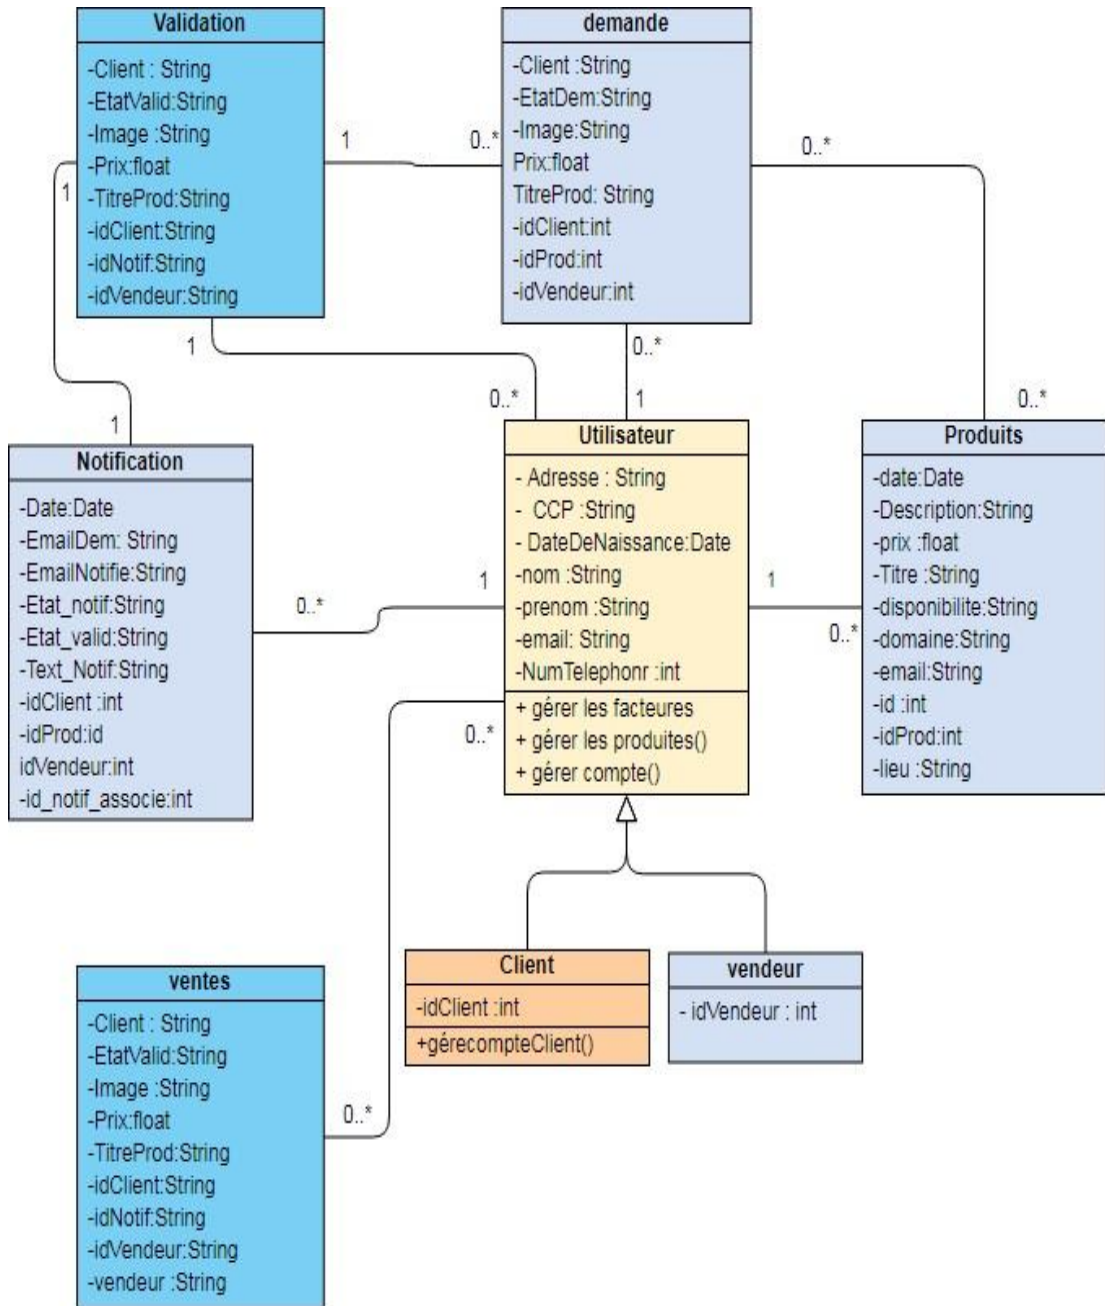 Validation
-Client : String
-EtatValid:String
-Image :String
-Prix:float
-TitreProd:String
-idClient:String
-idNotif:String
-idVendeur:String
demande
-Client :String
-EtatDem:String
-Image:String
Prix:float
TitreProd: String
-idClient:int
-idProd:int
-idVendeur:int
1
0..*
0..*
1
1
0..*
0..*
1
0..*
1
Notification
-Date:Date
-EmailDem: String
-EmailNotifie:String
-Etat_notif:String
-Etat_valid:String
-Text_Notif:String
-idClient :int
-idProd:id
idVendeur:int
-id_notif_associe:int
0..*
1
Utilisateur
- Adresse : String
- CCP :String
- DateDeNaissance:Date
-nom :String
-prenom :String
-email: String
-NumTelephonr :int
+ gérer les facteures
+ gérer les produites()
+ gérer compte()
1
0..*
Produits
-date:Date
-Description:String
-prix :float
-Titre :String
-disponibilite:String
-domaine:String
-email:String
-id :int
-idProd:int
-lieu :String
0..*
0..*
Client
-idClient :int
+gérecompteClient()
vendeur
- idVendeur : int
ventes
-Client : String
-EtatValid:String
-Image :String
-Prix:float
-TitreProd:String
-idClient:String
-idNotif:String
-idVendeur:String
-vendeur :String